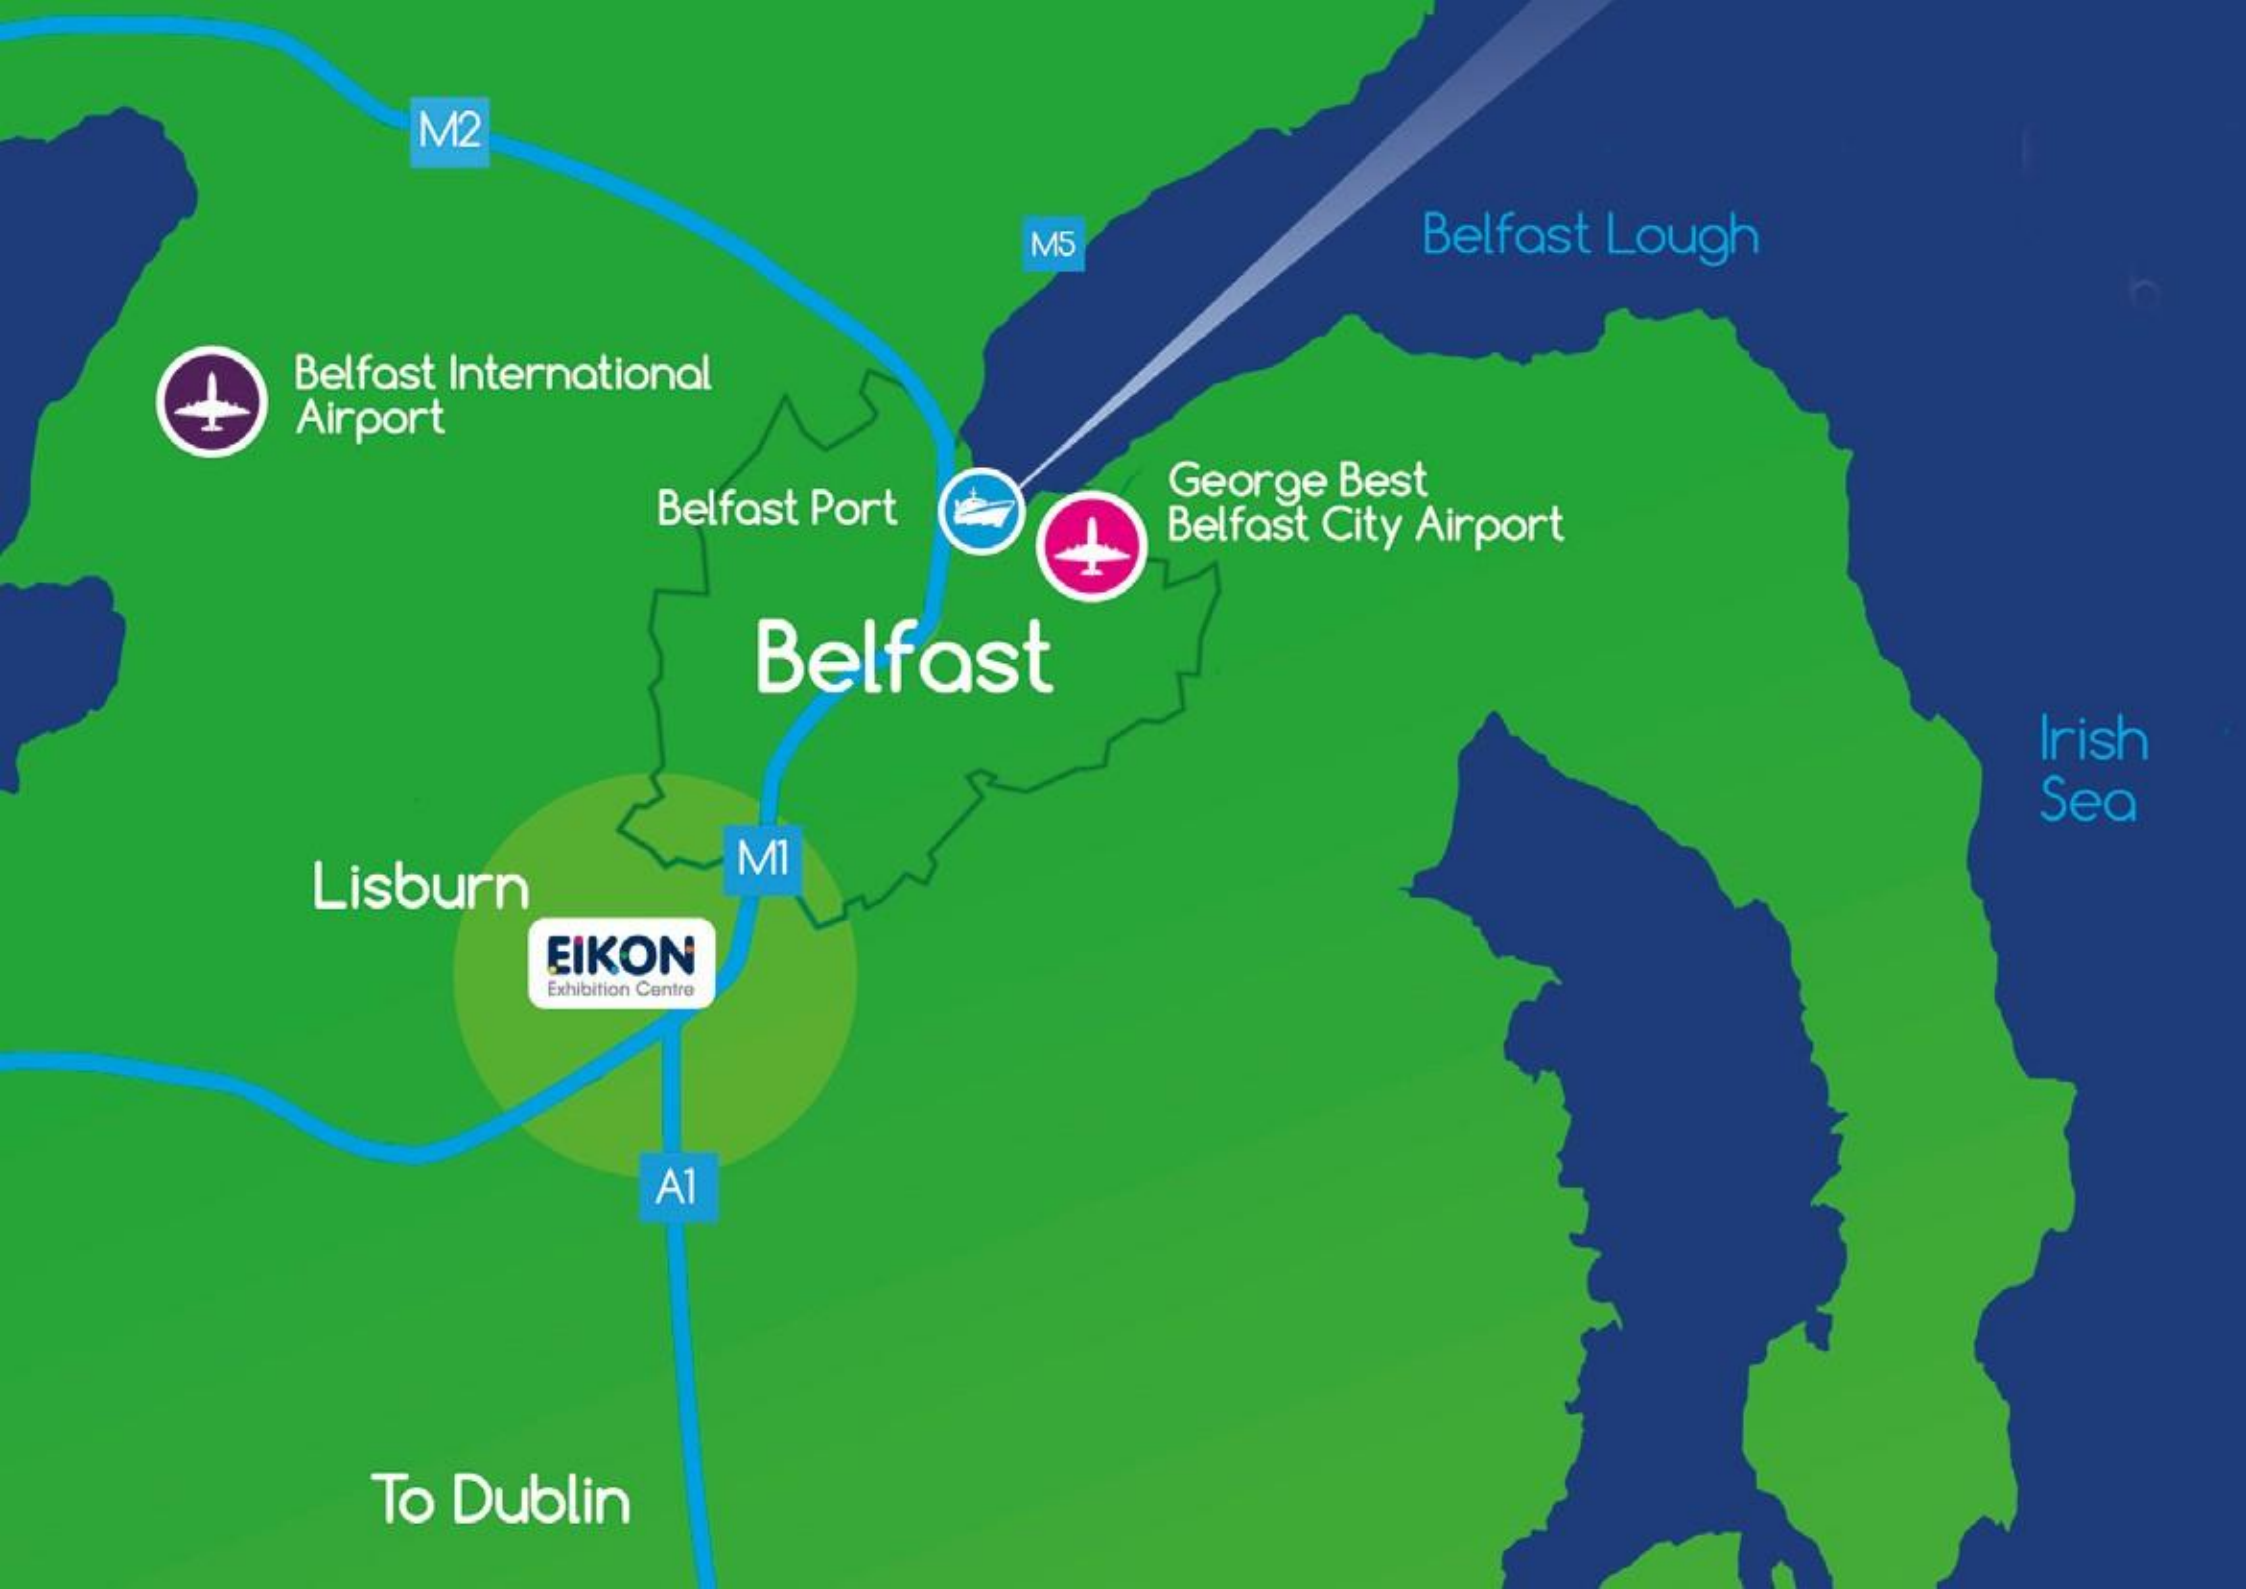 M2
M5
Belfast Lough
Belfast International
Airport
George Best
Belfast City Airport
Belfast Port
Belfast
Irish
Sea
M1
Lisburn
EIKON
Exhibition Centre
A1
To Dublin